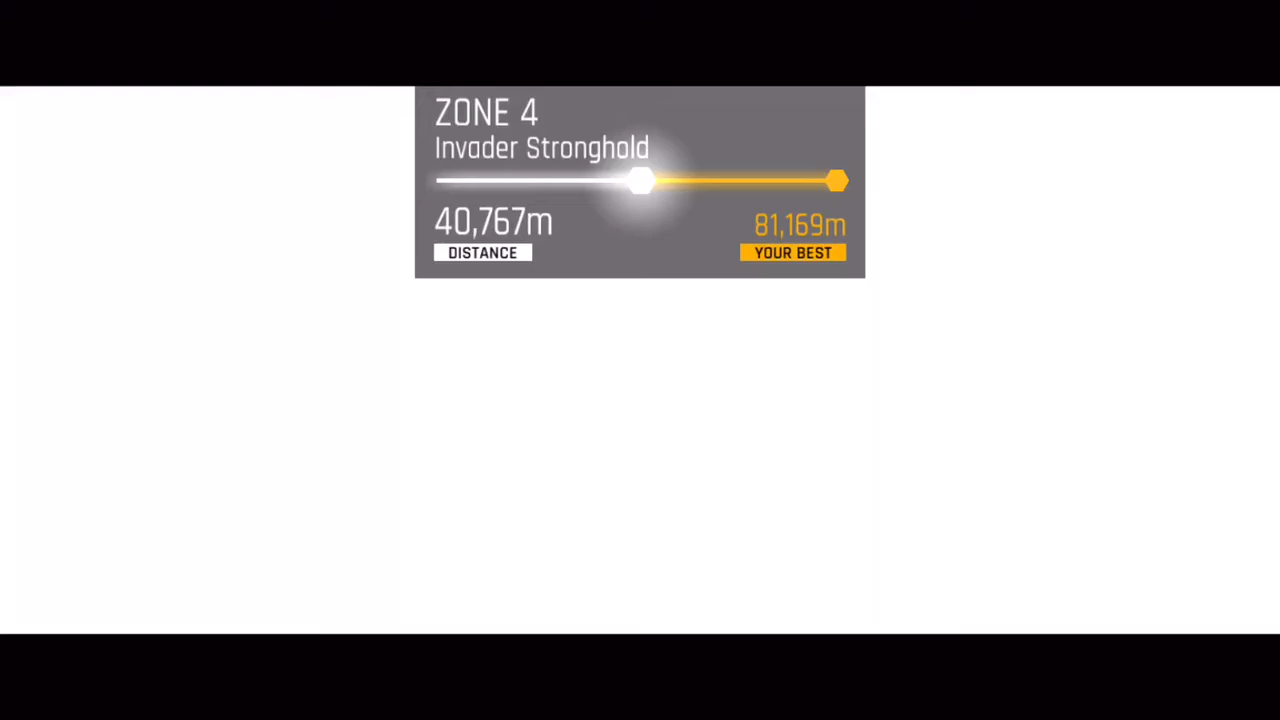 ZONE 4
Invader Stronghold
40,767m
81,169m
DISTANCE
YOUR BEST